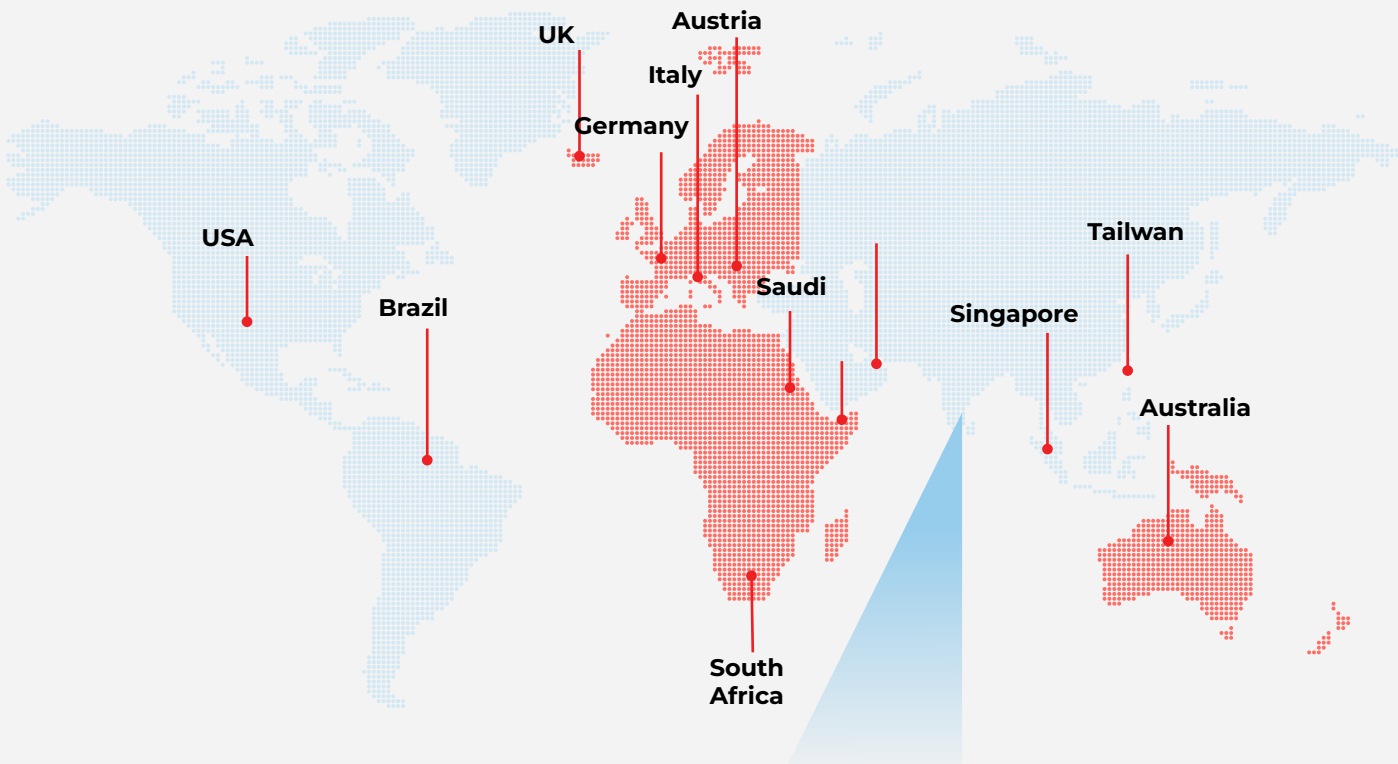 Austria
UK
Italy
Germany
USA
Tailwan
Saudi
Brazil
Singapore
Australia
South
Africa